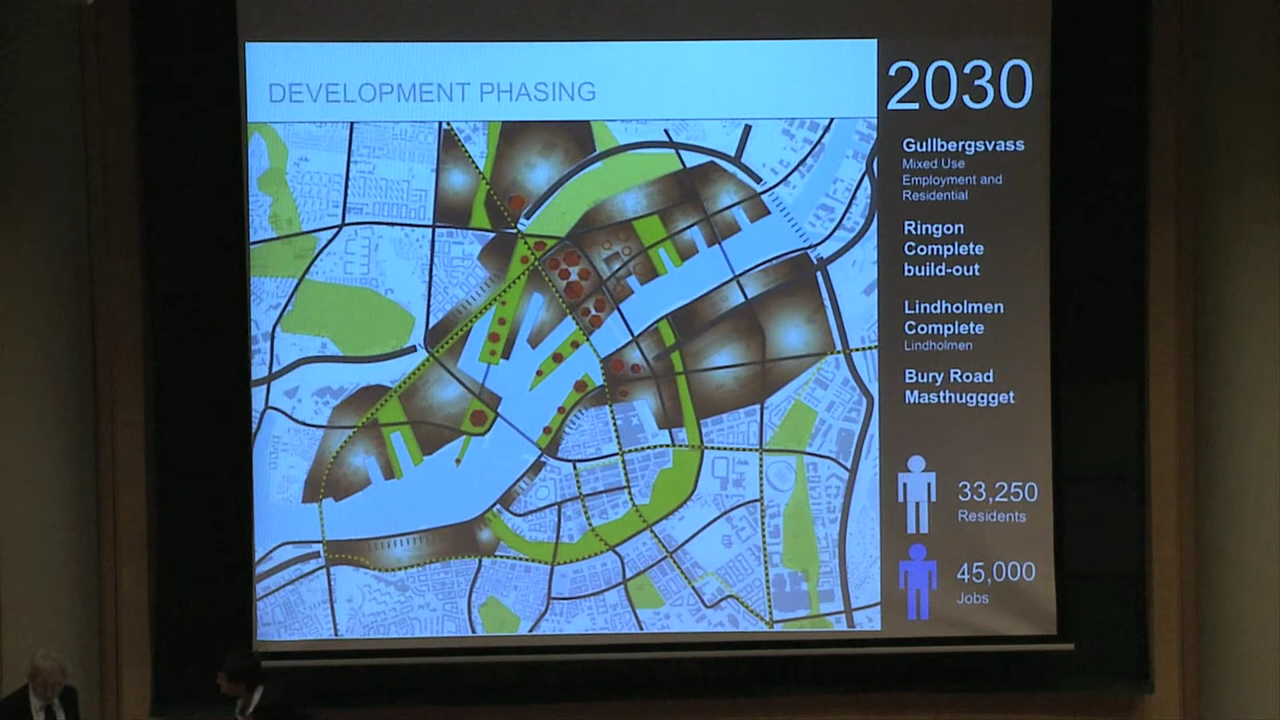 DEVELOPMENT PHASING
2030
Gullbergsvass
Mixed Use
Employment and
Residential
Ringon
Complete
build-out
Lindholmen
Complete
Lindholmen
Bury Road
Masthuggget
33,250
Residents
45,000
Jobs